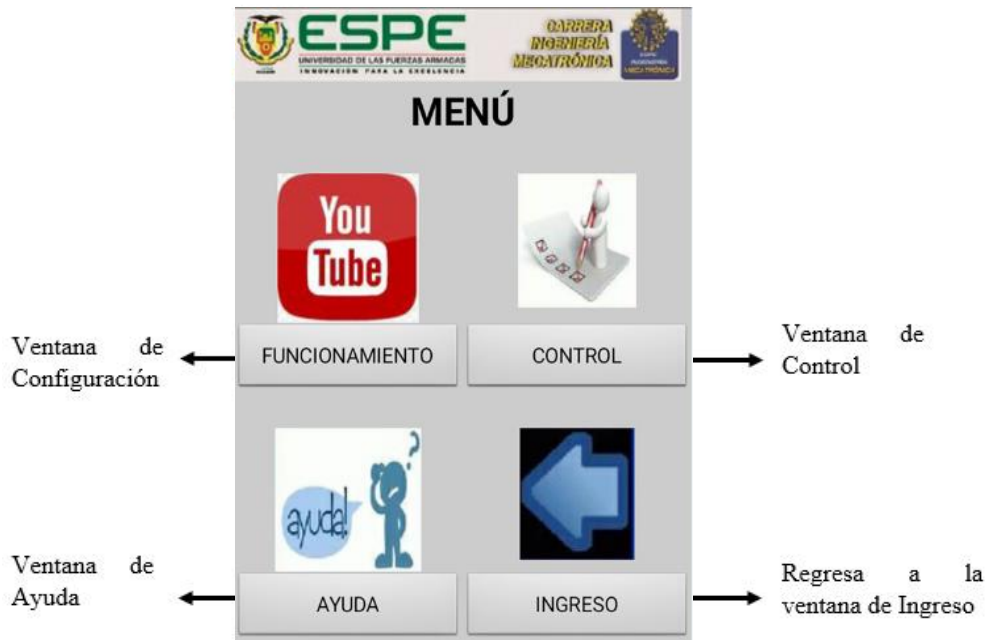 ESPE
UNIVERSIDAD DE LAS FUERZAS ARMADAS
INNOVACIÓN PARA LA EXCELENCIA
CARRERA
INGENIERÍA
MECATRÓNICA
MENÚ
You
Tube
Ventana de
Configuración
FUNCIONAMIENTO
CONTROL
Ventana de
Control
ayuda!
?
Ventana de
Ayuda
AYUDA
INGRESO
Regresa a la
ventana de Ingreso